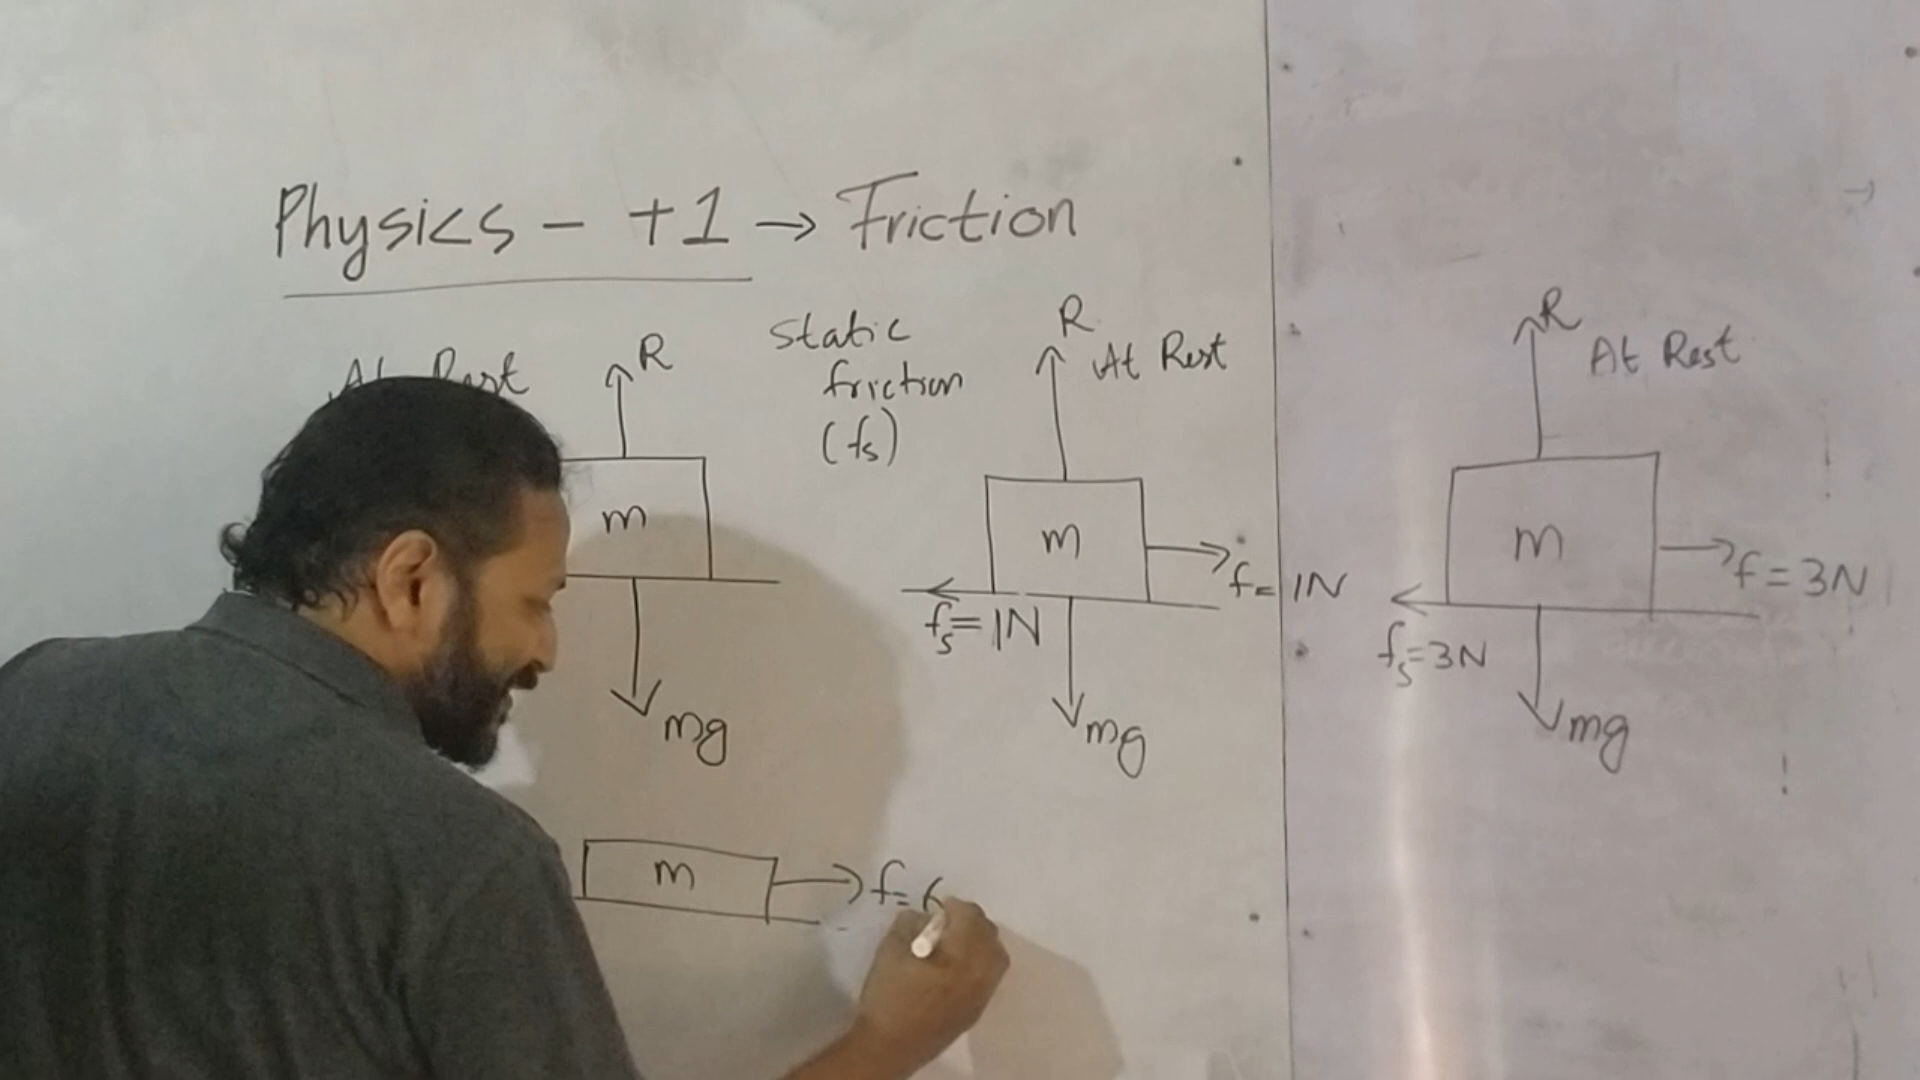 Physics - +1 → Friction
At Rest
R
m
mg
Static
friction
(fs)
R
At Rest
m
f = 1N
fs = 1N
mg
R
At Rest
m
f = 3N
fs = 3N
mg
m
f =